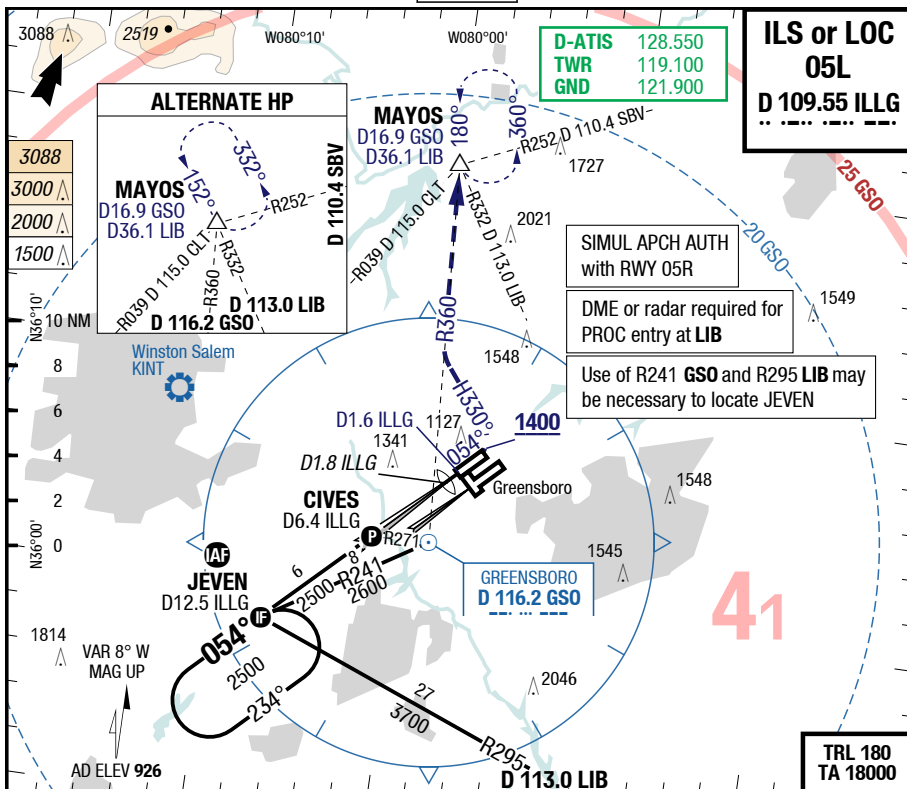 3088
2519
W080°10'
W080°00'
D-ATIS 128.550
TWR 119.100
GND 121.900
ILS or LOC
05L
D 109.55 ILLG
ALTERNATE HP
MAYOS
D16.9 GSO
D36.1 LIB
152°
332°
R252
D 110.4 SBV
R039 D 115.0 CLT
R360
R332
D 113.0 LIB
D 116.2 GSO
MAYOS
D16.9 GSO
D36.1 LIB
180°
360°
R252 D 110.4 SBV
1727
R039 D 115.0 CLT
R332 D 113.0 LIB
2021
25 GSO
20 GSO
3088
3000
2000
1500
SIMUL APCH AUTH
with RWY 05R
DME or radar required for
PROC entry at LIB
Use of R241 GSO and R295 LIB may
be necessary to locate JEVEN
1549
1548
N36°10'
10 NM
8
6
4
2
0
N36°00'
Winston Salem
KINT
R360
H330°
D1.6 ILLG
1127
054°
1400
1341
D1.8 ILLG
Greensboro
1548
CIVES
D6.4 ILLG
P
R271
1545
IAF
JEVEN
D12.5 ILLG
IF
6
8
2500
R241
2600
GREENSBORO
D 116.2 GSO
41
1814
VAR 8° W
MAG UP
054°
2500
234°
27
3700
2046
R295
D 113.0 LIB
AD ELEV 926
TRL 180
TA 18000